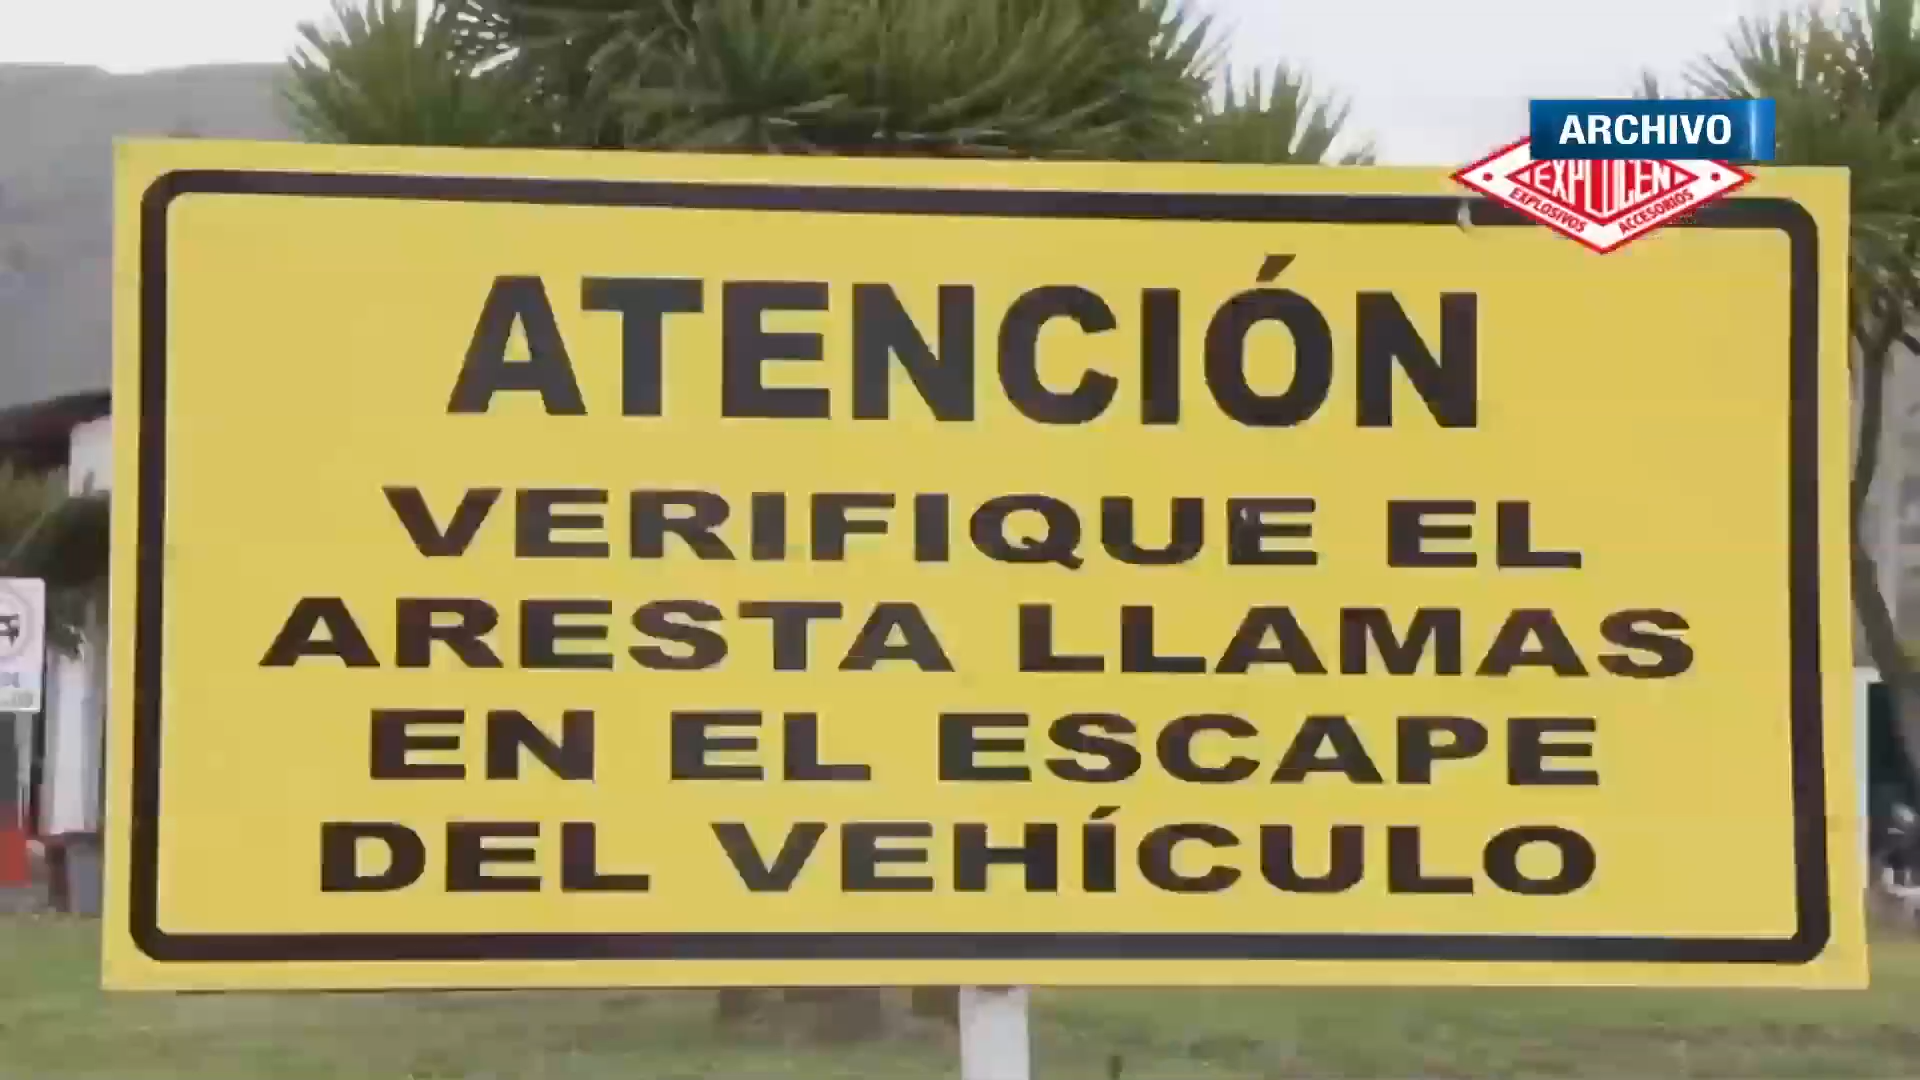 ARCHIVO
EXPLOCEN
EXPLOSIVOS ACCESORIOS
ATENCIÓN
VERIFIQUE EL
ARESTA LLAMAS
EN EL ESCAPE
DEL VEHÍCULO